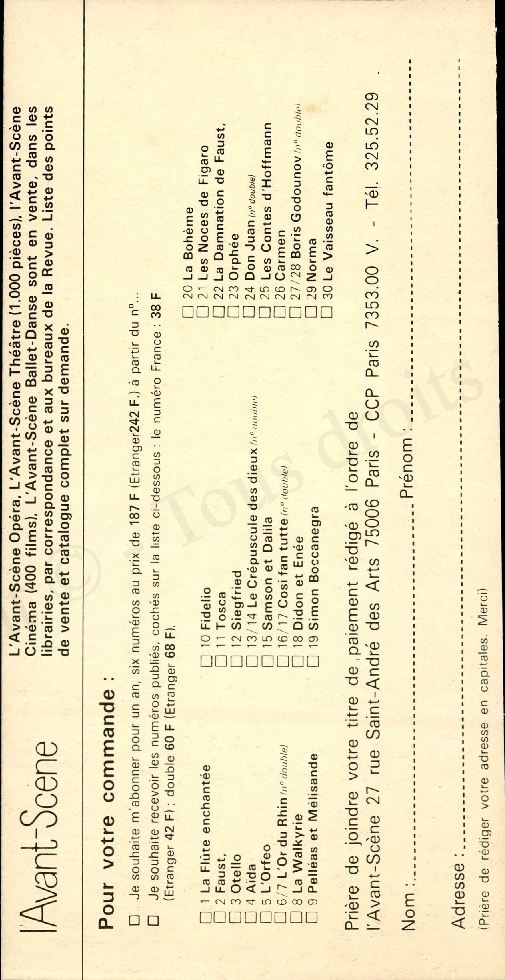 l'Avant-Scène
L'Avant-Scène Opéra, L'Avant-Scène Théâtre (1.000 pièces), l'Avant-Scène
Cinéma (400 films), L'Avant-Scène Ballet-Danse sont en vente, dans les
librairies, par correspondance et aux bureaux de la Revue. Liste des points
de vente et catalogue complet sur demande.
Pour votre commande :
□ Je souhaite m'abonner pour un an, six numéros au prix de 187 F (Etranger242 F.) à partir du n°...
□ Je souhaite recevoir les numéros publiés, cochés sur la liste ci-dessous : le numéro France : 38 F
(Etranger 42 F) : double 60 F (Etranger 68 F).
□ 1 La Flûte enchantée
□ 2 Faust,
□ 3 Otello
□ 4 Aïda
□ 5 L'Orfeo
□ 6/7 L'Or du Rhin (n° double)
□ 8 La Walkyrie
□ 9 Pelléas et Mélisande
□ 10 Fidelio
□ 11 Tosca
□ 12 Siegfried
□ 13/14 Le Crépuscule des dieux (n° double)
□ 15 Samson et Dalila
□ 16/17 Cosi fan tutte (n° double)
□ 18 Didon et Enée
□ 19 Simon Boccanegra
□ 20 La Bohème
□ 21 Les Noces de Figaro
□ 22 La Damnation de Faust,
□ 23 Orphée
□ 24 Don Juan (n° double)
□ 25 Les Contes d'Hoffmann
□ 26 Carmen
□ 27/28 Boris Godounov (n° double)
□ 29 Norma
□ 30 Le Vaisseau fantôme
Prière de joindre votre titre de paiement rédigé à l'ordre de
l'Avant-Scène 27 rue Saint-André des Arts 75006 Paris - CCP Paris 7353.00 V. - Tél. 325.52.29 .
Nom : Prénom :
Adresse :
(Prière de rédiger votre adresse en capitales. Merci)
© - Tous droits